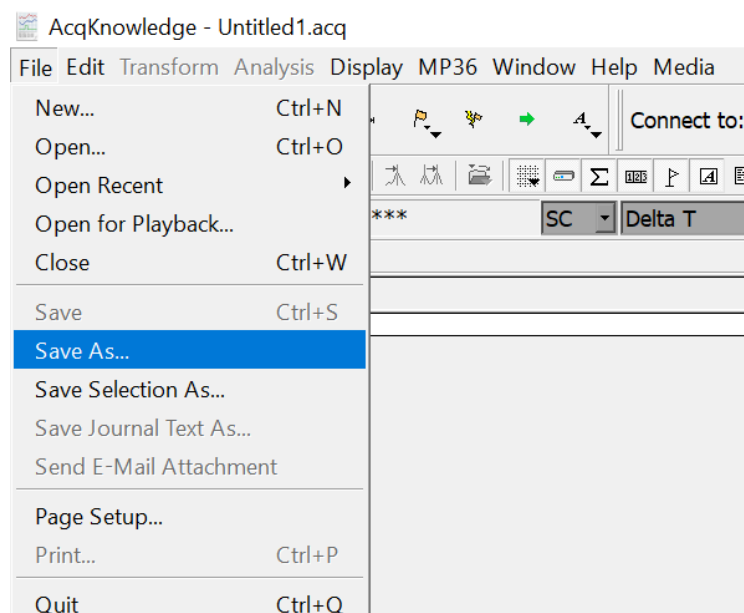 AcqKnowledge - Untitled1.acq
File Edit Transform Analysis Display MP36 Window Help Media
New... Ctrl+N
Open... Ctrl+O
Open Recent
Open for Playback...
Close Ctrl+W
Save Ctrl+S
Save As...
Save Selection As...
Save Journal Text As...
Send E-Mail Attachment
Page Setup...
Print... Ctrl+P
Quit Ctrl+Q
A Connect to:
Σ 123 A
*** SC Delta T